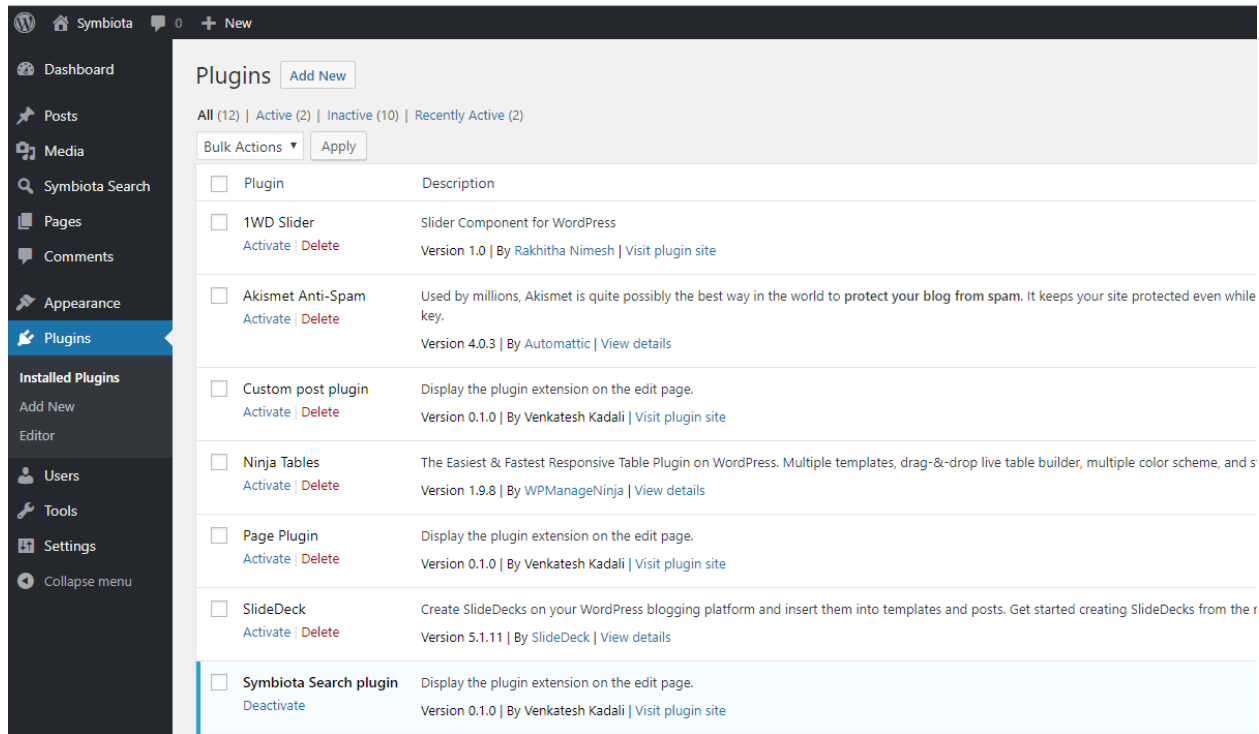 Symbiota 0 + New
Dashboard
Posts
Media
Symbiota Search
Pages
Comments
Appearance
Plugins
Installed Plugins
Add New
Editor
Users
Tools
Settings
Collapse menu
Plugins Add New
All (12) | Active (2) | Inactive (10) | Recently Active (2)
Bulk Actions ▼ Apply
Plugin Description
1WD Slider Slider Component for WordPress
Activate | Delete Version 1.0 | By Rakhitha Nimesh | Visit plugin site
Akismet Anti-Spam Used by millions, Akismet is quite possibly the best way in the world to protect your blog from spam. It keeps your site protected even while
Activate | Delete key.
Version 4.0.3 | By Automattic | View details
Custom post plugin Display the plugin extension on the edit page.
Activate | Delete Version 0.1.0 | By Venkatesh Kadali | Visit plugin site
Ninja Tables The Easiest & Fastest Responsive Table Plugin on WordPress. Multiple templates, drag-&-drop live table builder, multiple color scheme, and
Activate | Delete Version 1.9.8 | By WPManageNinja | View details
Page Plugin Display the plugin extension on the edit page.
Activate | Delete Version 0.1.0 | By Venkatesh Kadali | Visit plugin site
SlideDeck Create SlideDecks on your WordPress blogging platform and insert them into templates and posts. Get started creating SlideDecks from the
Activate | Delete Version 5.1.11 | By SlideDeck | View details
Symbiota Search plugin Display the plugin extension on the edit page.
Deactivate Version 0.1.0 | By Venkatesh Kadali | Visit plugin site